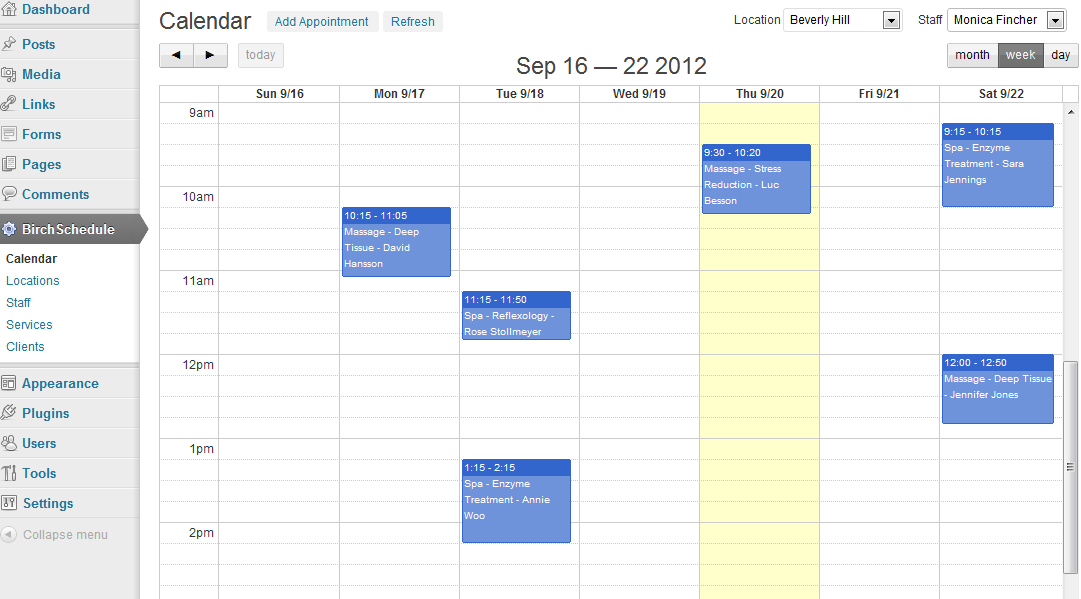 Dashboard
Posts
Media
Links
Forms
Pages
Comments
BirchSchedule
Calendar
Locations
Staff
Services
Clients
Appearance
Plugins
Users
Tools
Settings
Collapse menu
Calendar Add Appointment Refresh
Location Beverly Hill Staff Monica Fincher
today
Sep 16 — 22 2012
month week day
Sun 9/16 Mon 9/17 Tue 9/18 Wed 9/19 Thu 9/20 Fri 9/21 Sat 9/22
9am
10am
11am
12pm
1pm
2pm
10:15 - 11:05
Massage - Deep
Tissue - David
Hansson
11:15 - 11:50
Spa - Reflexology -
Rose Stollmeyer
1:15 - 2:15
Spa - Enzyme
Treatment - Annie
Woo
9:30 - 10:20
Massage - Stress
Reduction - Luc
Besson
9:15 - 10:15
Spa - Enzyme
Treatment - Sara
Jennings
12:00 - 12:50
Massage - Deep Tissue
- Jennifer Jones